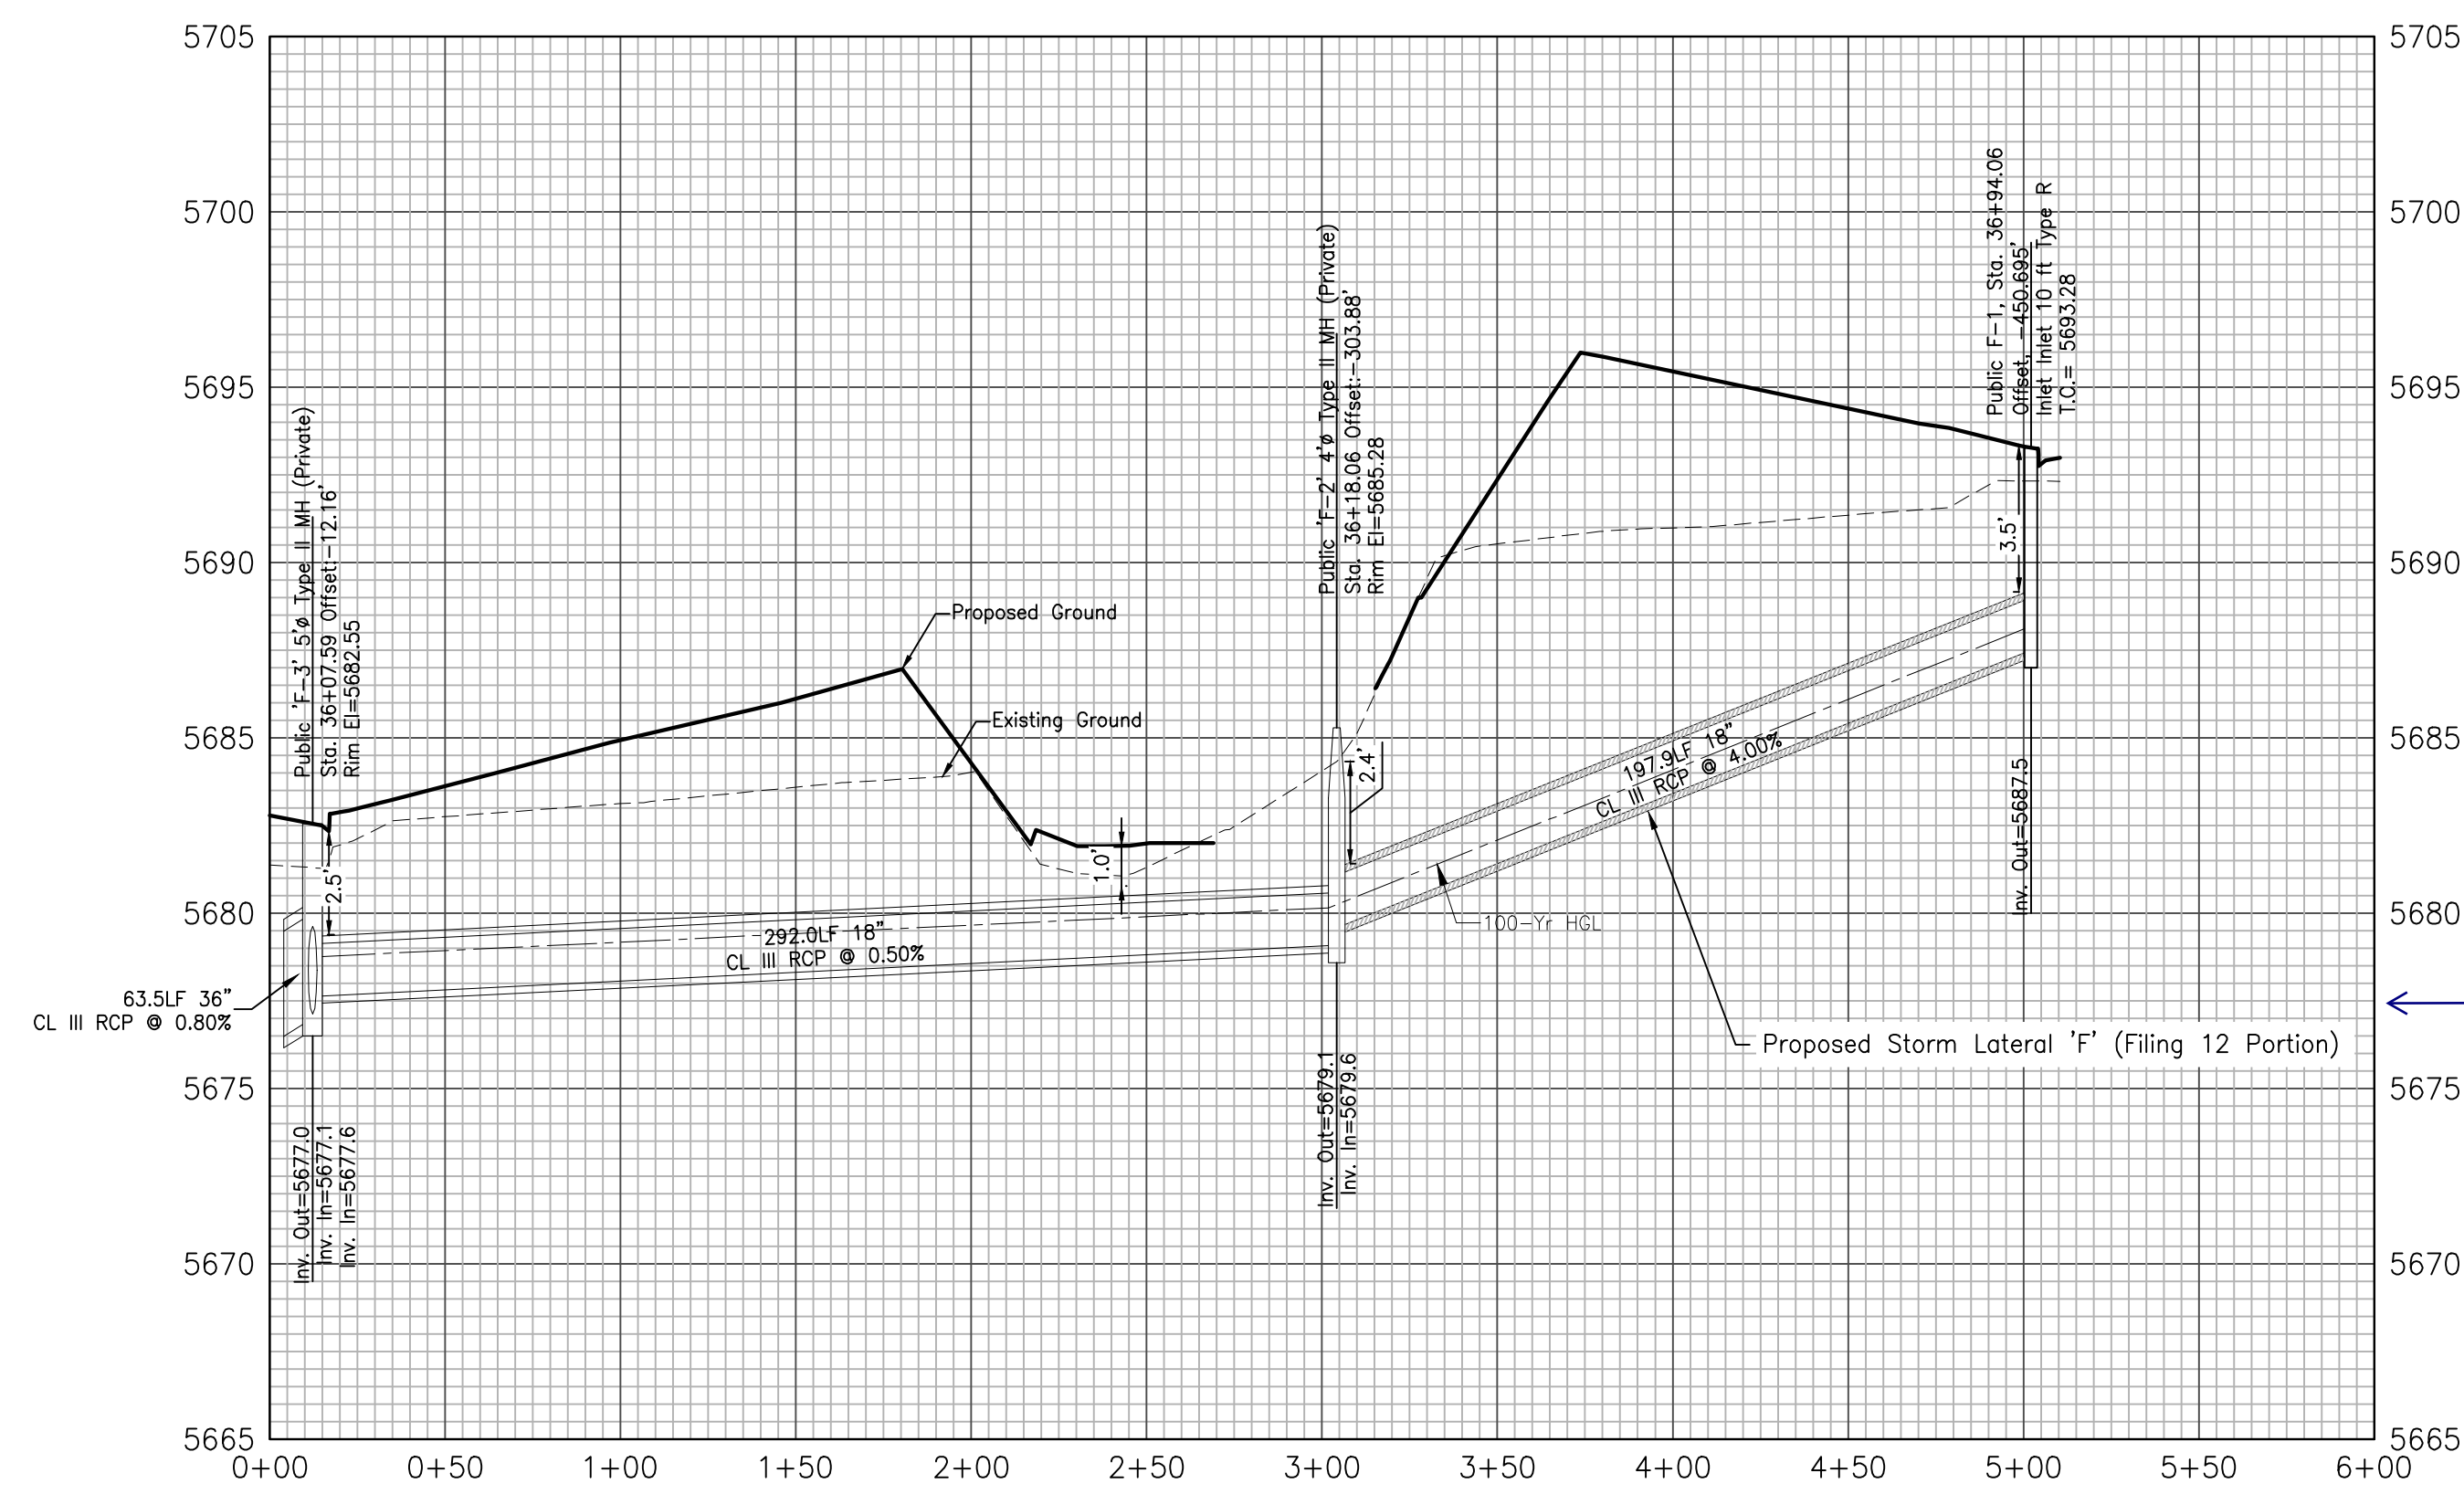 5705
5705
5700
5700
5695
5695
5690
5690
5685
5685
5680
5680
5675
5675
5670
5670
5665
5665
0+00
0+50
1+00
1+50
2+00
2+50
3+00
3+50
4+00
4+50
5+00
5+50
6+00
Public 'F-3' 5'ø Type II MH (Private)
Sta. 36+07.59 Offset:-12.16'
Rim El=5682.55
2.5'
63.5LF 36"
CL III RCP @ 0.80%
Inv. Out=5677.0
Inv. In=5677.1
Inv. In=5677.6
292.0LF 18"
CL III RCP @ 0.50%
Proposed Ground
Existing Ground
1.0'
Public 'F-2' 4'ø Type II MH (Private)
Sta. 36+18.06 Offset:-303.88'
Rim El=5685.28
2.4'
Inv. Out=5679.1
Inv. In=5679.6
197.9LF 18"
CL III RCP @ 4.00%
100-Yr HGL
Proposed Storm Lateral 'F' (Filing 12 Portion)
Public F-1, Sta. 36+94.06
Offset, -450.695'
Inlet Inlet 10 ft Type R
T.C.= 5693.28
3.5'
Inv. Out=5687.5